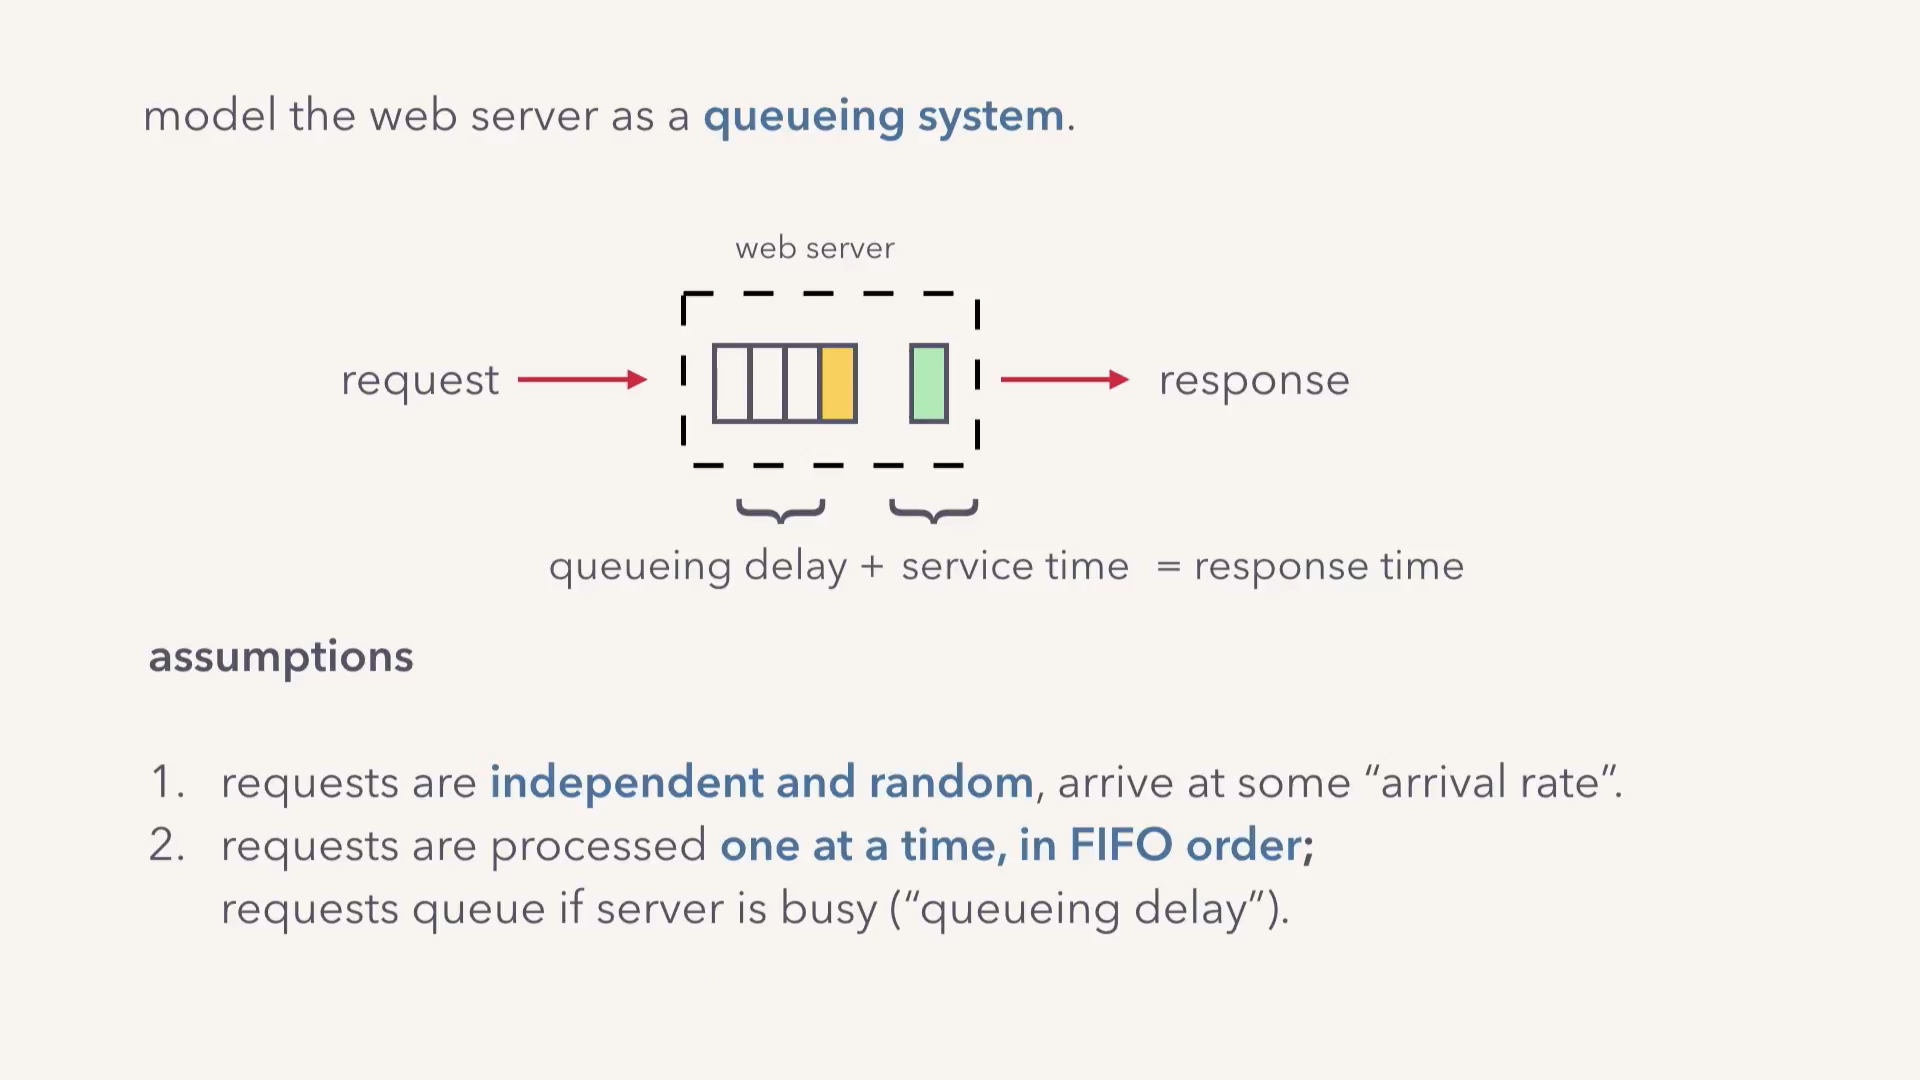 model the web server as a queueing system.
web server
request
response
queueing delay + service time = response time
assumptions
1. requests are independent and random, arrive at some “arrival rate”.
2. requests are processed one at a time, in FIFO order;
requests queue if server is busy (“queueing delay”).